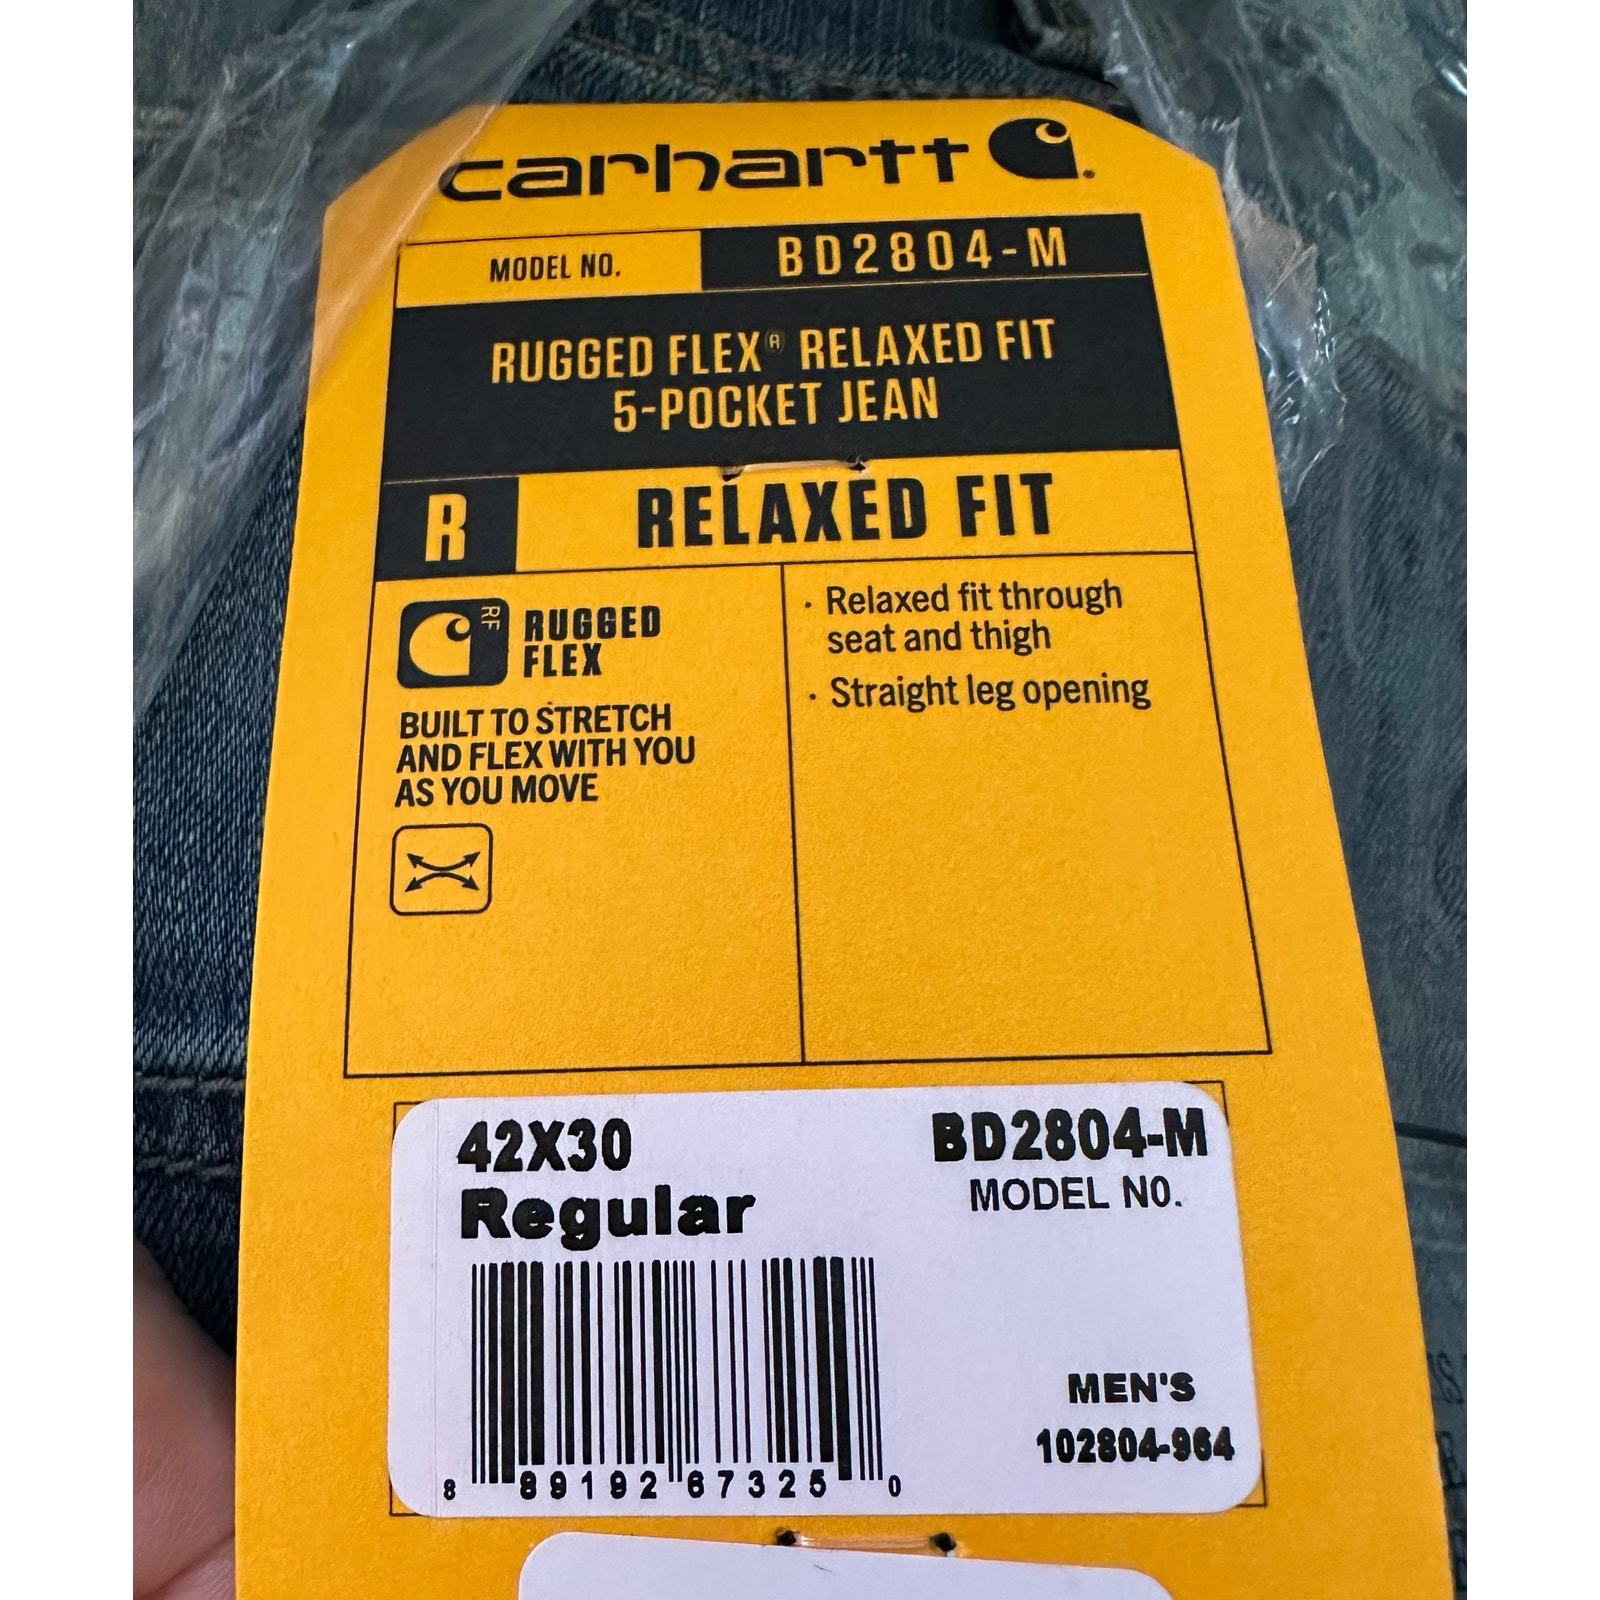 carhartt
MODEL NO. BD2804-M
RUGGED FLEX® RELAXED FIT
5-POCKET JEAN
R RELAXED FIT
RF
RUGGED
FLEX
BUILT TO STRETCH
AND FLEX WITH YOU
AS YOU MOVE
· Relaxed fit through
seat and thigh
· Straight leg opening
42X30
Regular
BD2804-M
MODEL NO.
MEN'S
102804-964
8 89192 67325 0